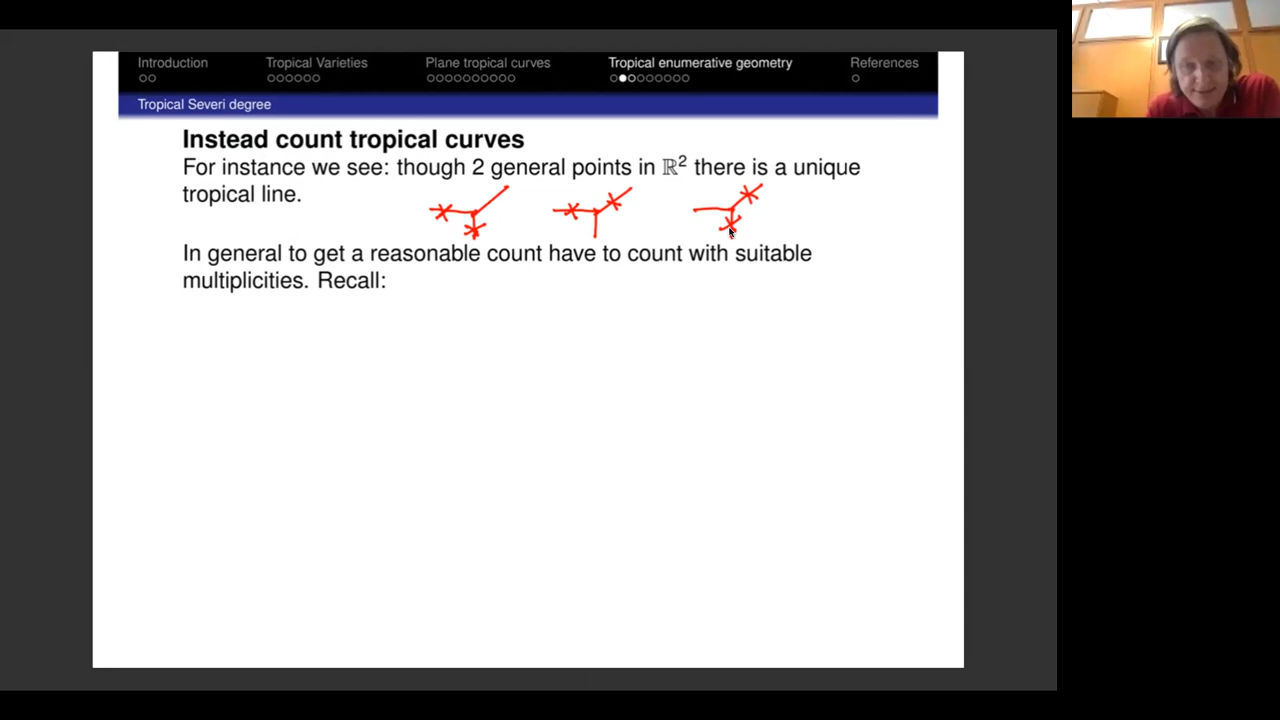 Introduction
Tropical Varieties
Plane tropical curves
Tropical enumerative geometry
References
Tropical Severi degree
Instead count tropical curves
For instance we see: though 2 general points in ℝ² there is a unique
tropical line.
In general to get a reasonable count have to count with suitable
multiplicities. Recall: